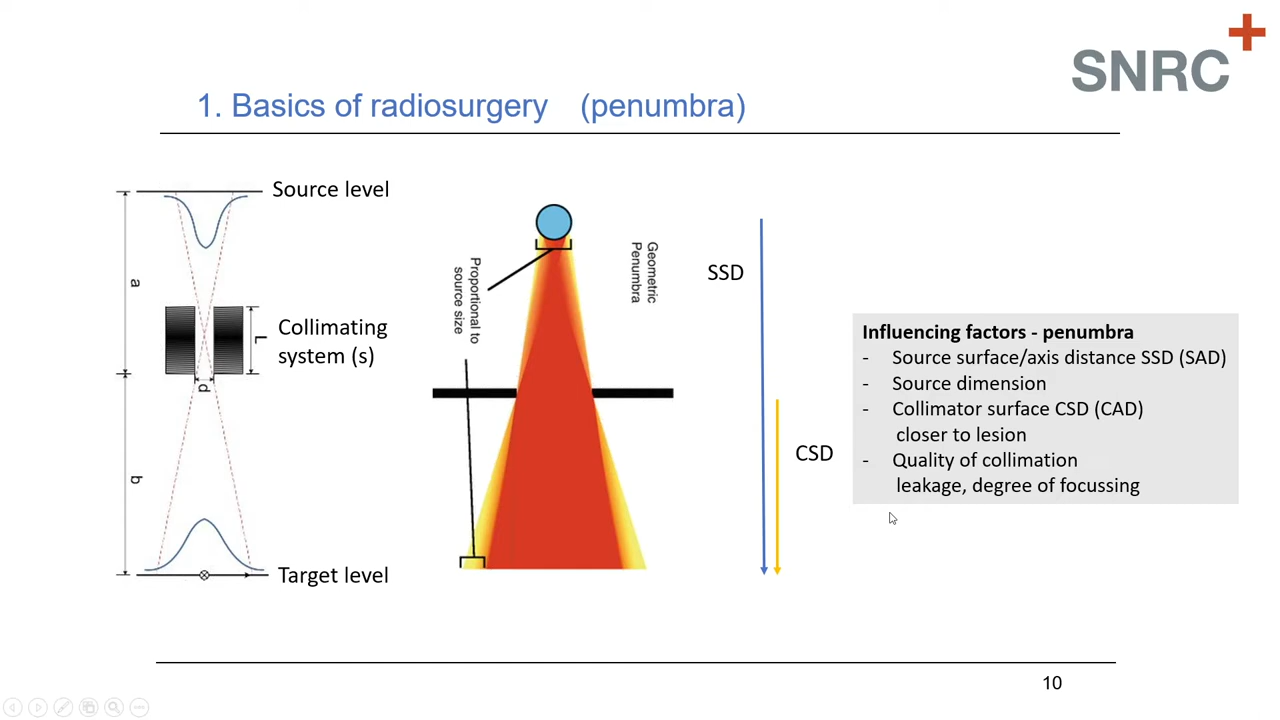 SNRC
1. Basics of radiosurgery (penumbra)
Source level
a
Collimating
system (s)
L
d
b
Target level
Proportional to
source size
Geometric
Penumbra
SSD
CSD
Influencing factors - penumbra
- Source surface/axis distance SSD (SAD)
- Source dimension
- Collimator surface CSD (CAD)
closer to lesion
- Quality of collimation
leakage, degree of focussing
10